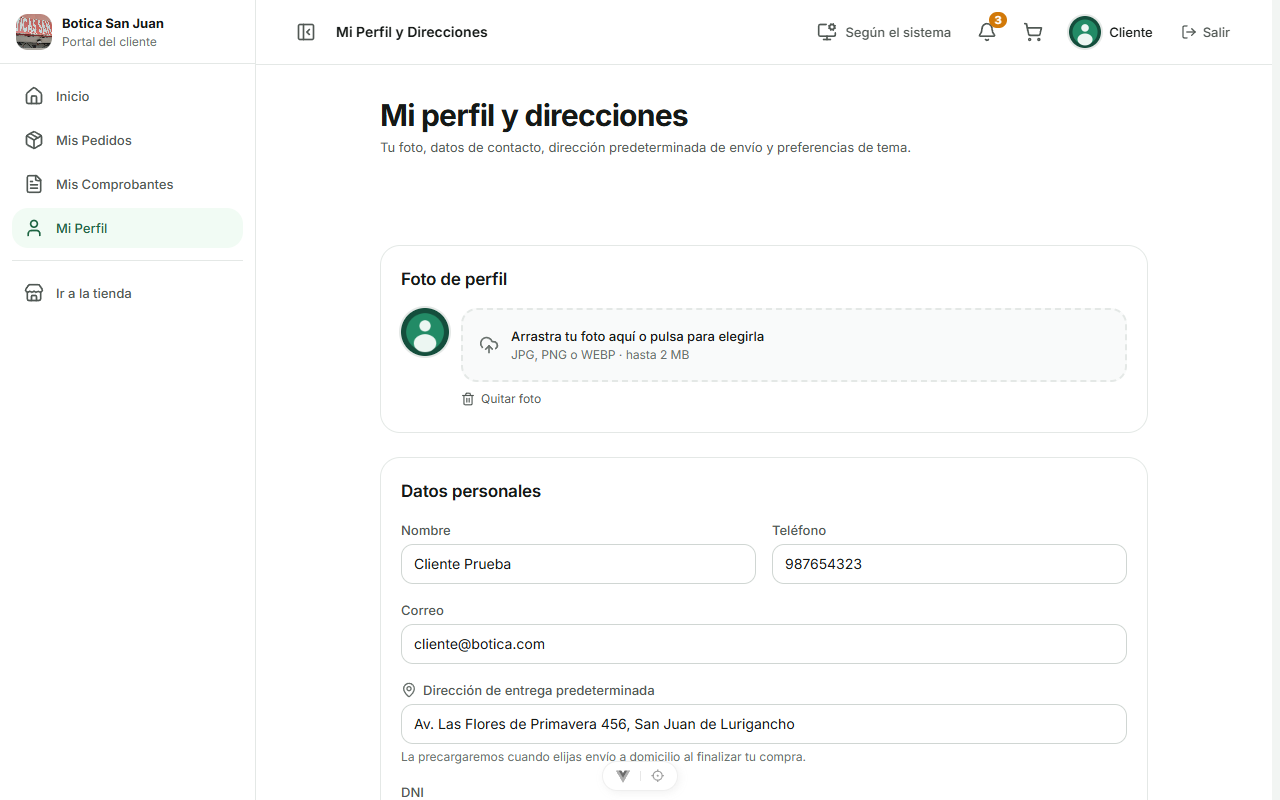 Botica San Juan
Portal del cliente
Inicio
Mis Pedidos
Mis Comprobantes
Mi Perfil
Ir a la tienda
Mi Perfil y Direcciones
Según el sistema
3
Cliente
Salir
Mi perfil y direcciones
Tu foto, datos de contacto, dirección predeterminada de envío y preferencias de tema.
Foto de perfil
Arrastra tu foto aquí o pulsa para elegirla
JPG, PNG o WEBP · hasta 2 MB
Quitar foto
Datos personales
Nombre
Teléfono
Cliente Prueba
987654323
Correo
cliente@botica.com
Dirección de entrega predeterminada
Av. Las Flores de Primavera 456, San Juan de Lurigancho
La precargaremos cuando elijas envío a domicilio al finalizar tu compra.
DNI